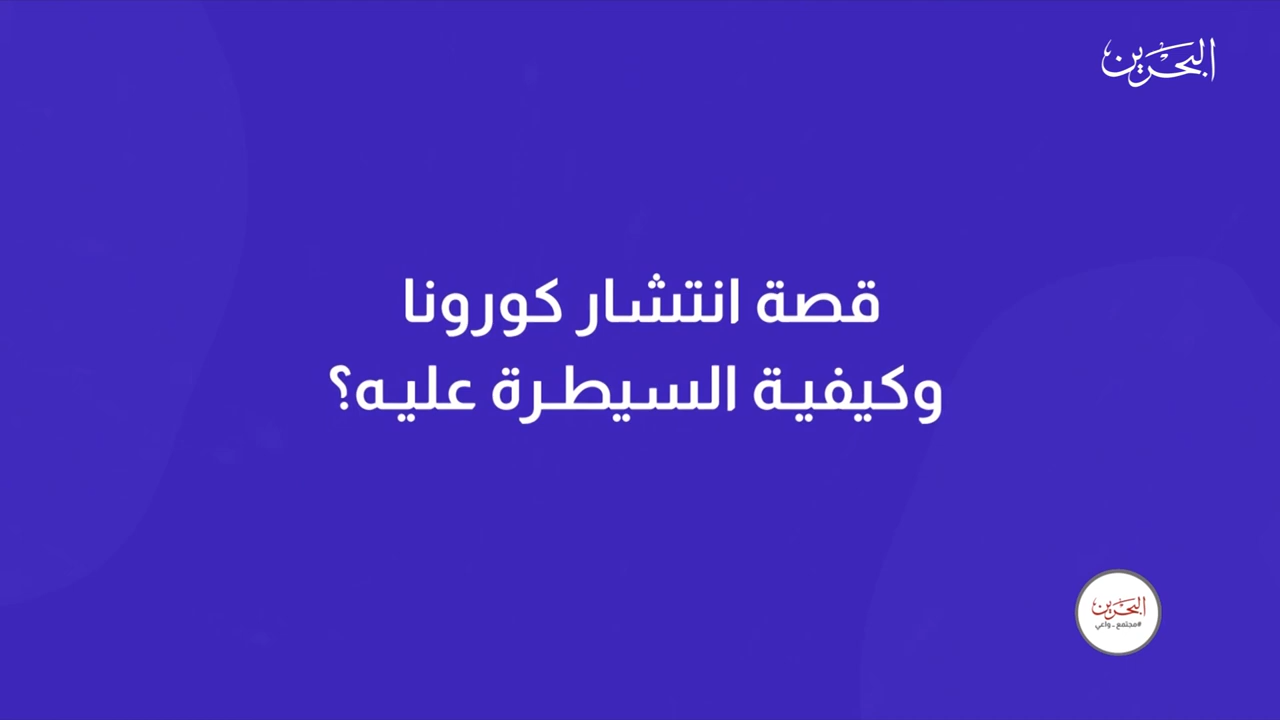 البحرين
قصة انتشار كورونا
وكيفية السيطرة عليه؟
البحرين
#مجتمع_واعي